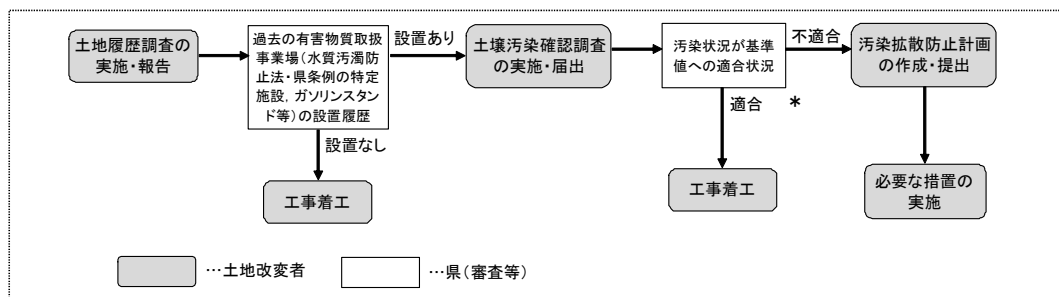 土地履歴調査の
実施・報告
過去の有害物質取扱
事業場(水質汚濁防
止法・県条例の特定
施設, ガソリンスタン
ド等)の設置履歴
設置あり
土壌汚染確認調査
の実施・届出
汚染状況が基準
値への適合状況
不適合
汚染拡散防止計画
の作成・提出
設置なし
適合 *
工事着工
工事着工
必要な措置の
実施
…土地改変者
…県(審査等)